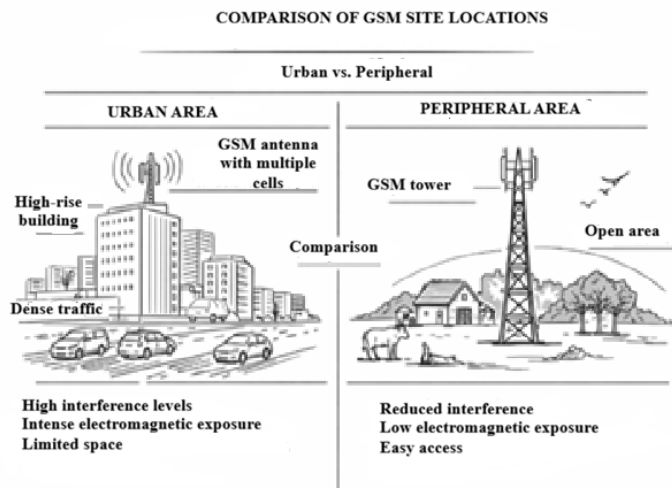 COMPARISON OF GSM SITE LOCATIONS
Urban vs. Peripheral
URBAN AREA
GSM antenna
with multiple
cells
High-rise
building
Dense traffic
Comparison
PERIPHERAL AREA
GSM tower
Open area
High interference levels
Intense electromagnetic exposure
Limited space
Reduced interference
Low electromagnetic exposure
Easy access